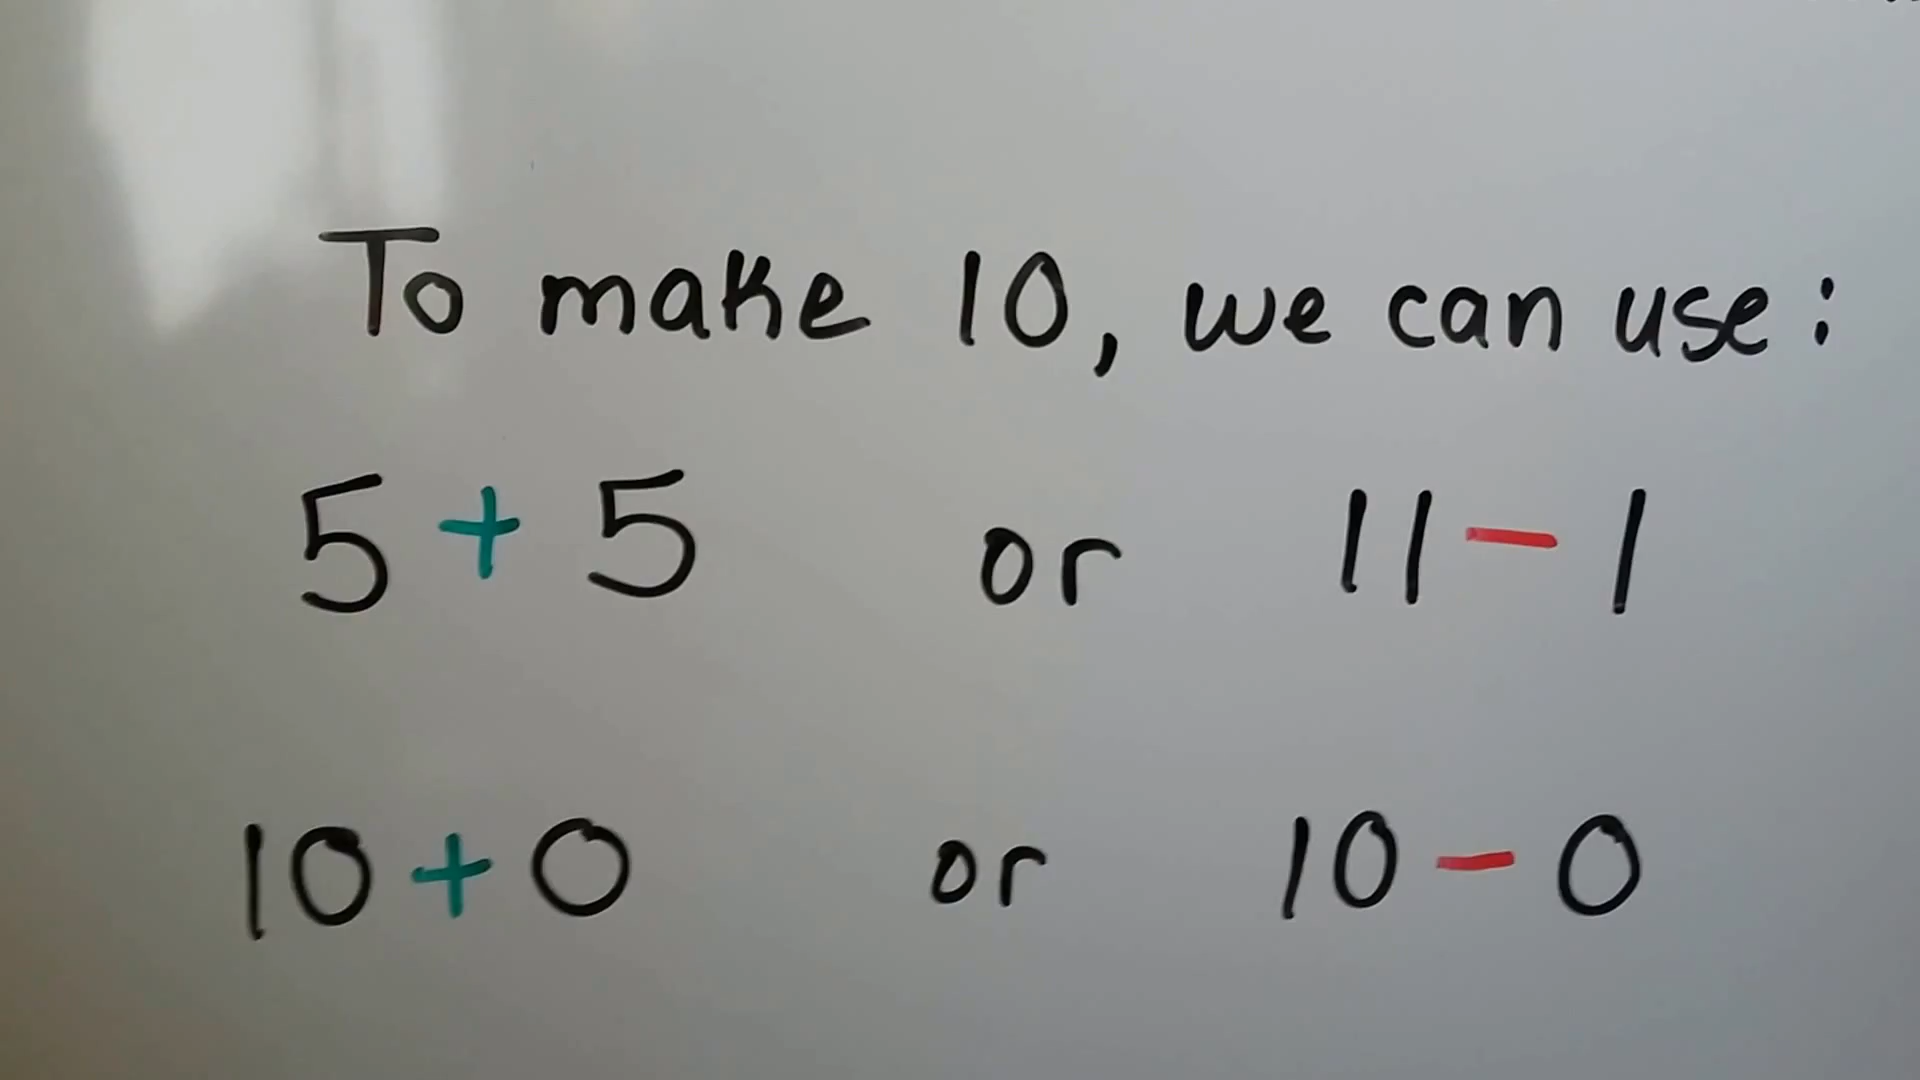 To make 10, we can use:
5 + 5 or 11 - 1
10 + 0 or 10 - 0